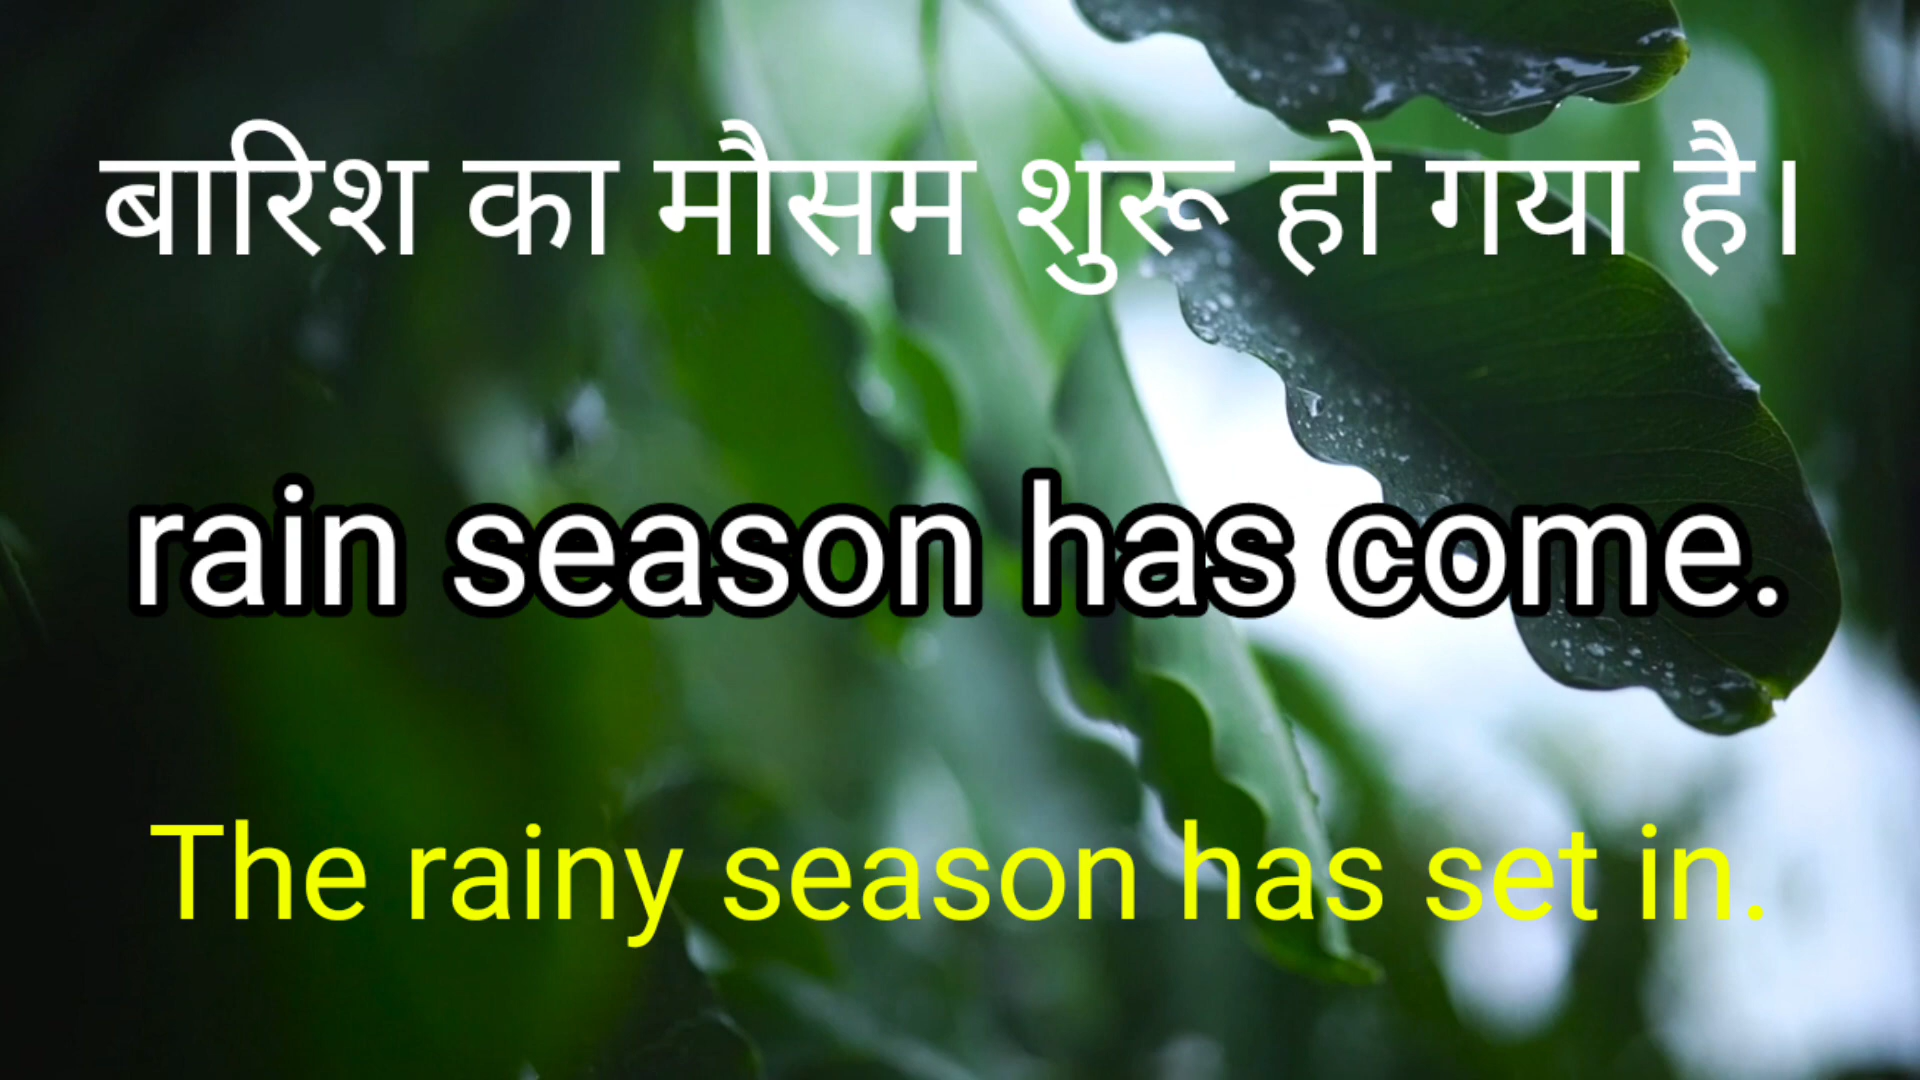 बारिश का मौसम शुरू हो गया है।
rain season has come.
The rainy season has set in.